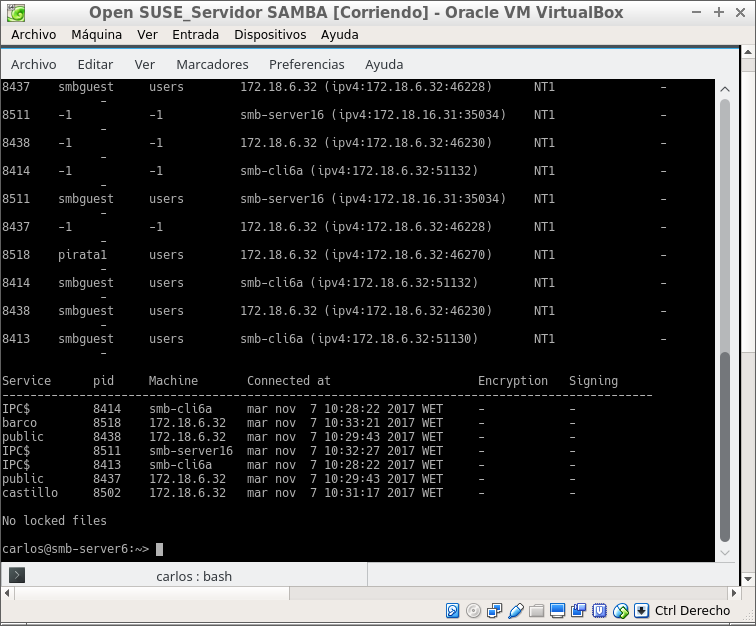 Open SUSE_Servidor SAMBA [Corriendo] - Oracle VM VirtualBox
Archivo Máquina Ver Entrada Dispositivos Ayuda
Archivo Editar Ver Marcadores Preferencias Ayuda
8437 smbguest users 172.18.6.32 (ipv4:172.18.6.32:46228) NT1 -
-
8511 -1 -1 smb-server16 (ipv4:172.18.16.31:35034) NT1 -
-
8438 -1 -1 172.18.6.32 (ipv4:172.18.6.32:46230) NT1 -
-
8414 -1 -1 smb-cli6a (ipv4:172.18.6.32:51132) NT1 -
-
8511 smbguest users smb-server16 (ipv4:172.18.16.31:35034) NT1 -
-
8437 -1 -1 172.18.6.32 (ipv4:172.18.6.32:46228) NT1 -
-
8518 pirata1 users 172.18.6.32 (ipv4:172.18.6.32:46270) NT1 -
-
8414 smbguest users smb-cli6a (ipv4:172.18.6.32:51132) NT1 -
-
8438 smbguest users 172.18.6.32 (ipv4:172.18.6.32:46230) NT1 -
-
8413 smbguest users smb-cli6a (ipv4:172.18.6.32:51130) NT1 -
-
Service pid Machine Connected at Encryption Signing
---------------------------------------------------------------------------------------------
IPC$ 8414 smb-cli6a mar nov 7 10:28:22 2017 WET - -
barco 8518 172.18.6.32 mar nov 7 10:33:21 2017 WET - -
public 8438 172.18.6.32 mar nov 7 10:29:43 2017 WET - -
IPC$ 8511 smb-server16 mar nov 7 10:32:27 2017 WET - -
IPC$ 8413 smb-cli6a mar nov 7 10:28:22 2017 WET - -
public 8437 172.18.6.32 mar nov 7 10:29:43 2017 WET - -
castillo 8502 172.18.6.32 mar nov 7 10:31:17 2017 WET - -
No locked files
carlos@smb-server6:~>
carlos : bash
Ctrl Derecho